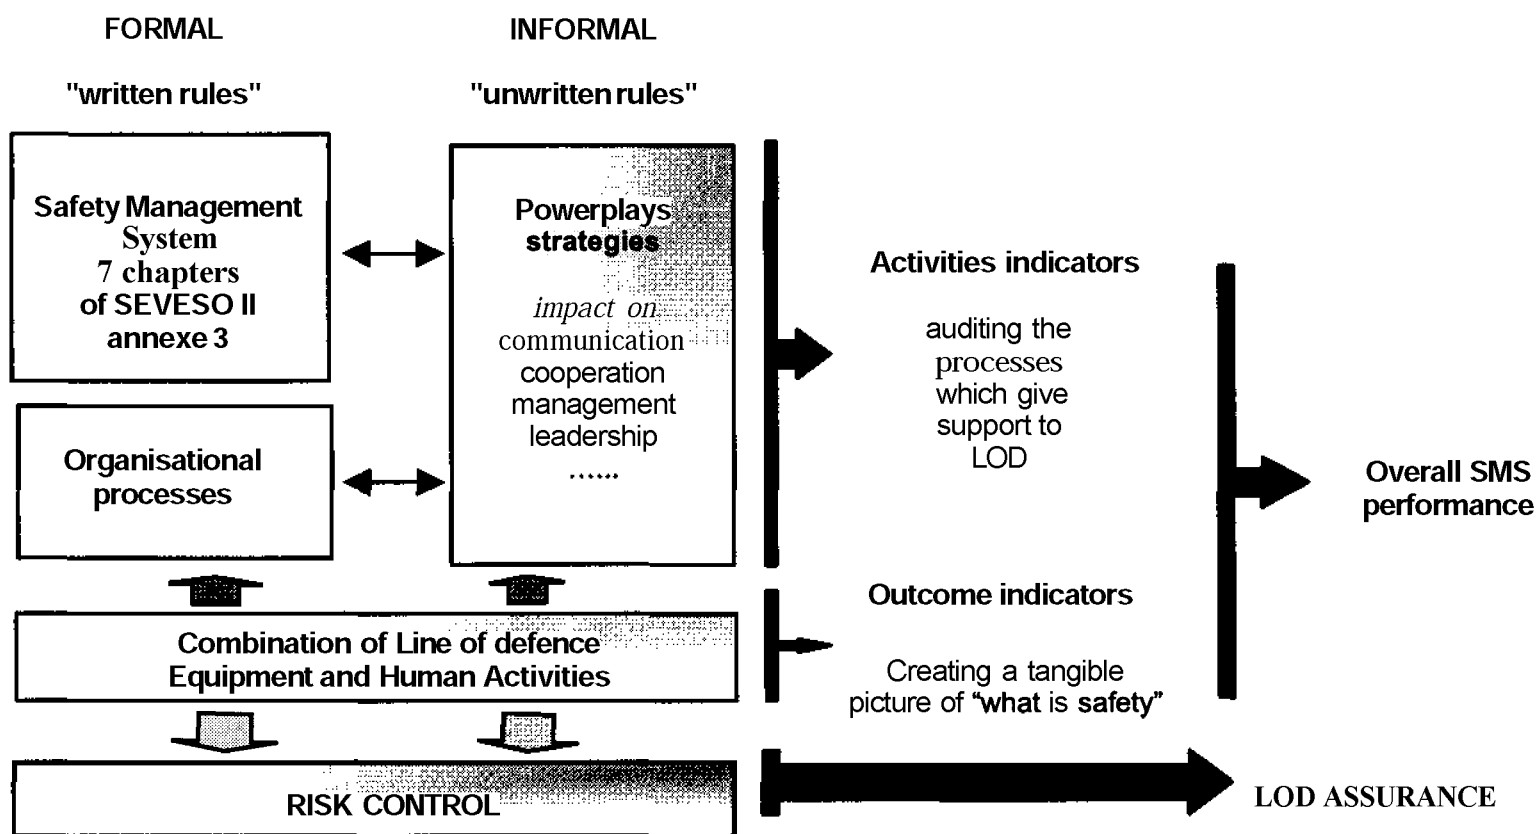 FORMAL
"written rules"
INFORMAL
"unwritten rules"
Safety Management
System
7 chapters
of SEVESO II
annexe 3
Powerplays
strategies
impact on
communication
cooperation
management
leadership
......
Organisational
processes
Combination of Line of defence
Equipment and Human Activities
RISK CONTROL
Activities indicators
auditing the
processes
which give
support to
LOD
Outcome indicators
Creating a tangible
picture of “what is safety”
Overall SMS
performance
LOD ASSURANCE